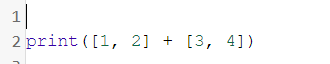 1
2 print([1, 2] + [3, 4])